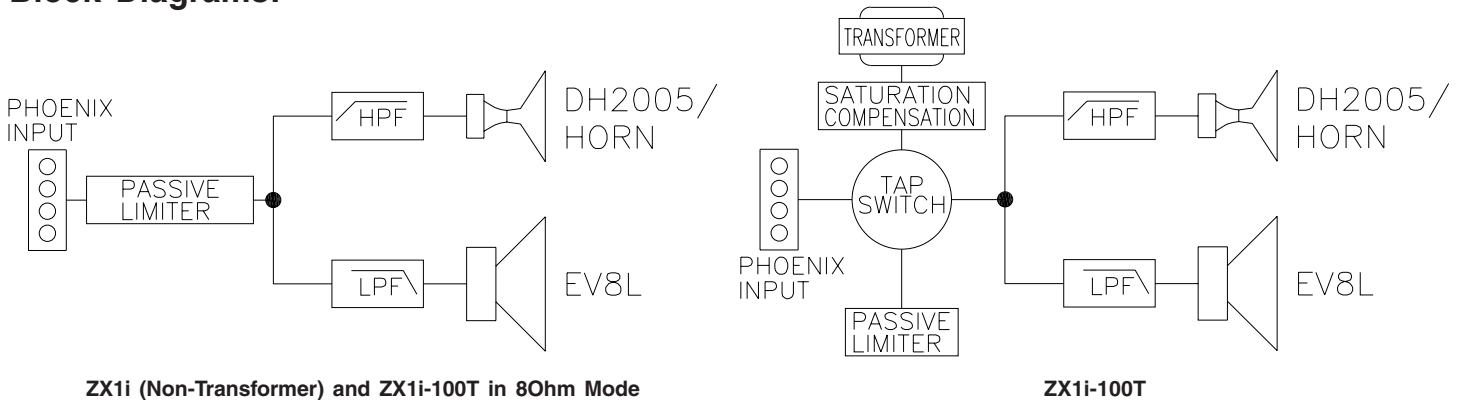 Block Diagrams:
PHOENIX
INPUT
PASSIVE
LIMITER
HPF
DH2005/
HORN
LPF
EV8L
ZX1i (Non-Transformer) and ZX1i-100T in 8Ohm Mode
TRANSFORMER
SATURATION
COMPENSATION
TAP
SWITCH
PHOENIX
INPUT
PASSIVE
LIMITER
HPF
DH2005/
HORN
LPF
EV8L
ZX1i-100T